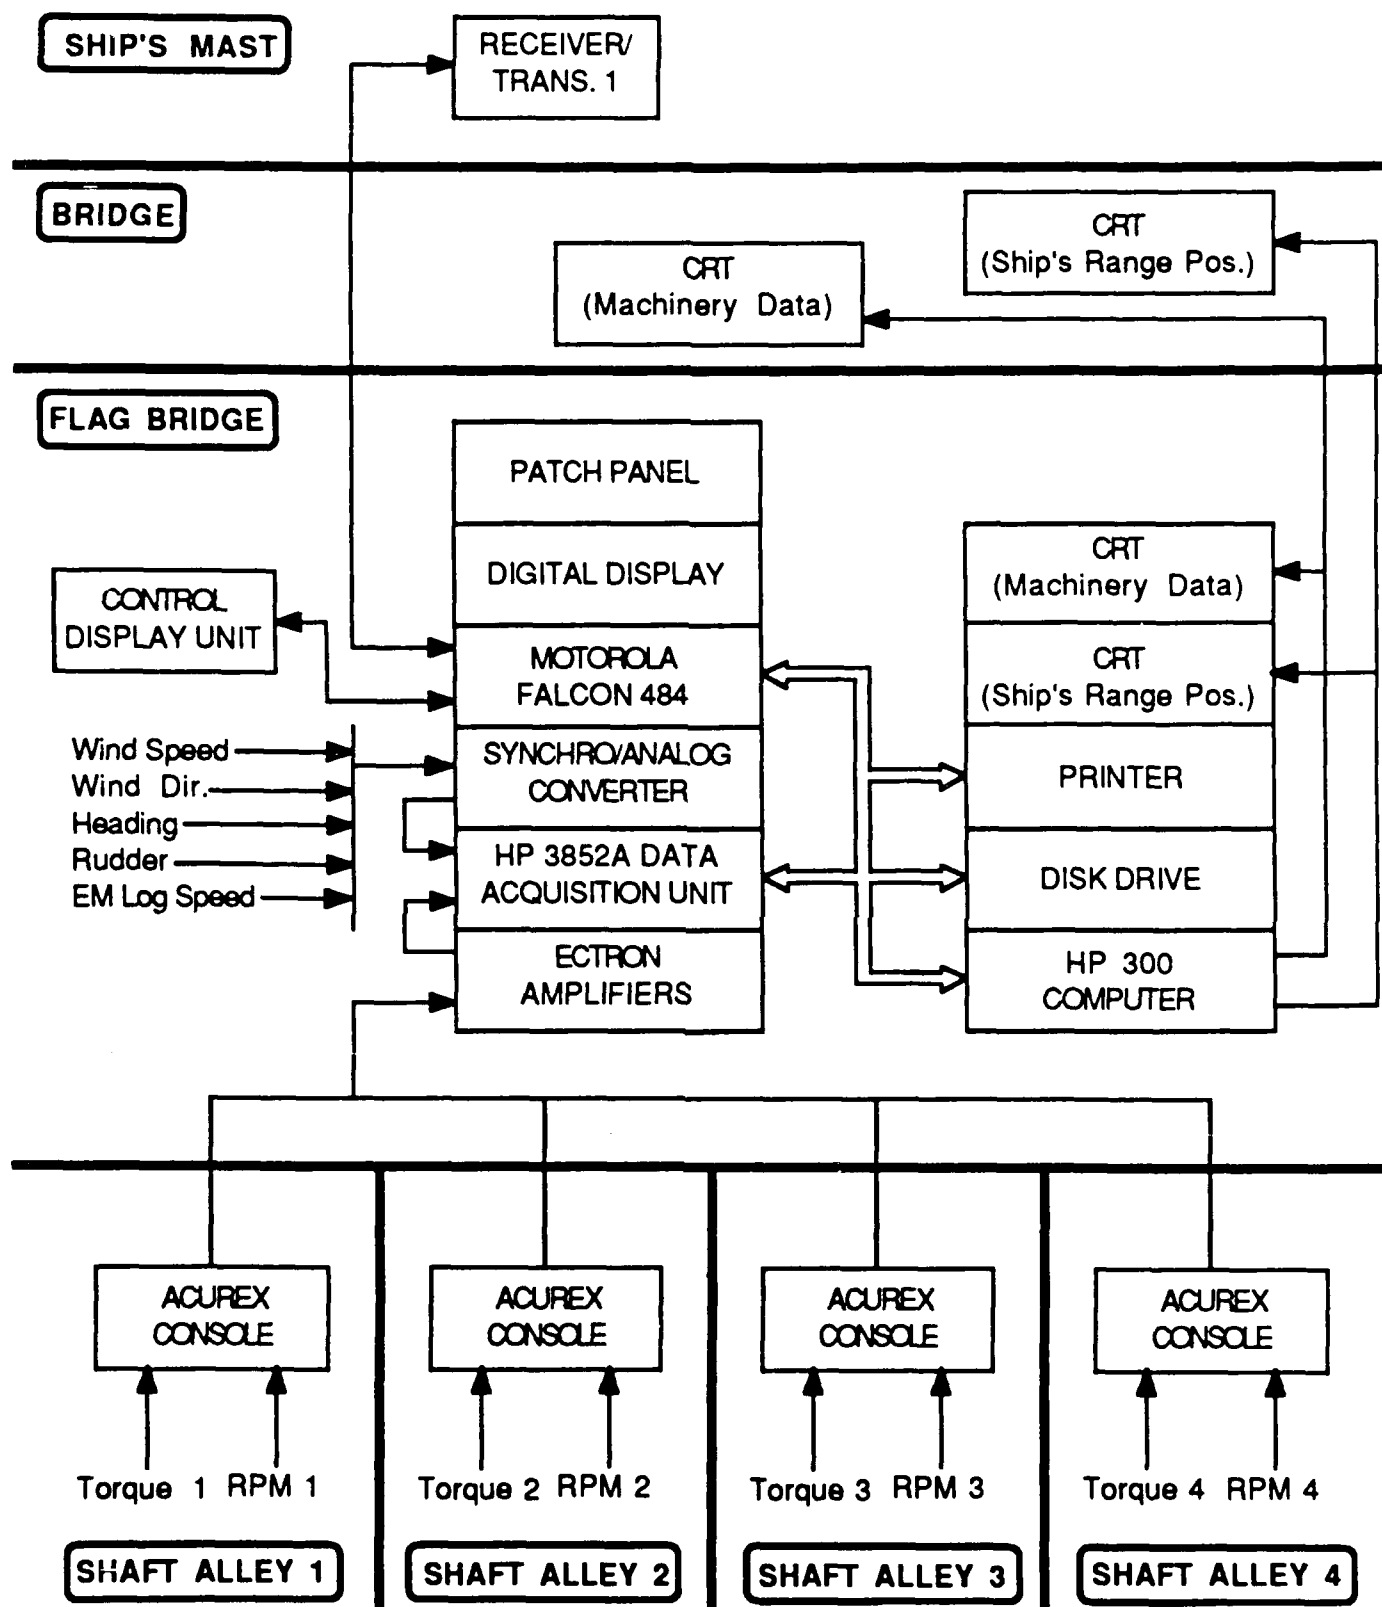 SHIP'S MAST
RECEIVER/
TRANS. 1
BRIDGE
CRT
(Ship's Range Pos.)
CRT
(Machinery Data)
FLAG BRIDGE
PATCH PANEL
DIGITAL DISPLAY
CONTROL
DISPLAY UNIT
MOTOROLA
FALCON 484
CRT
(Machinery Data)
CRT
(Ship's Range Pos.)
Wind Speed
Wind Dir.
Heading
Rudder
EM Log Speed
SYNCHRO/ANALOG
CONVERTER
HP 3852A DATA
ACQUISITION UNIT
ECTRON
AMPLIFIERS
PRINTER
DISK DRIVE
HP 300
COMPUTER
ACUREX
CONSOLE
ACUREX
CONSOLE
ACUREX
CONSOLE
ACUREX
CONSOLE
Torque 1 RPM 1
Torque 2 RPM 2
Torque 3 RPM 3
Torque 4 RPM 4
SHAFT ALLEY 1
SHAFT ALLEY 2
SHAFT ALLEY 3
SHAFT ALLEY 4